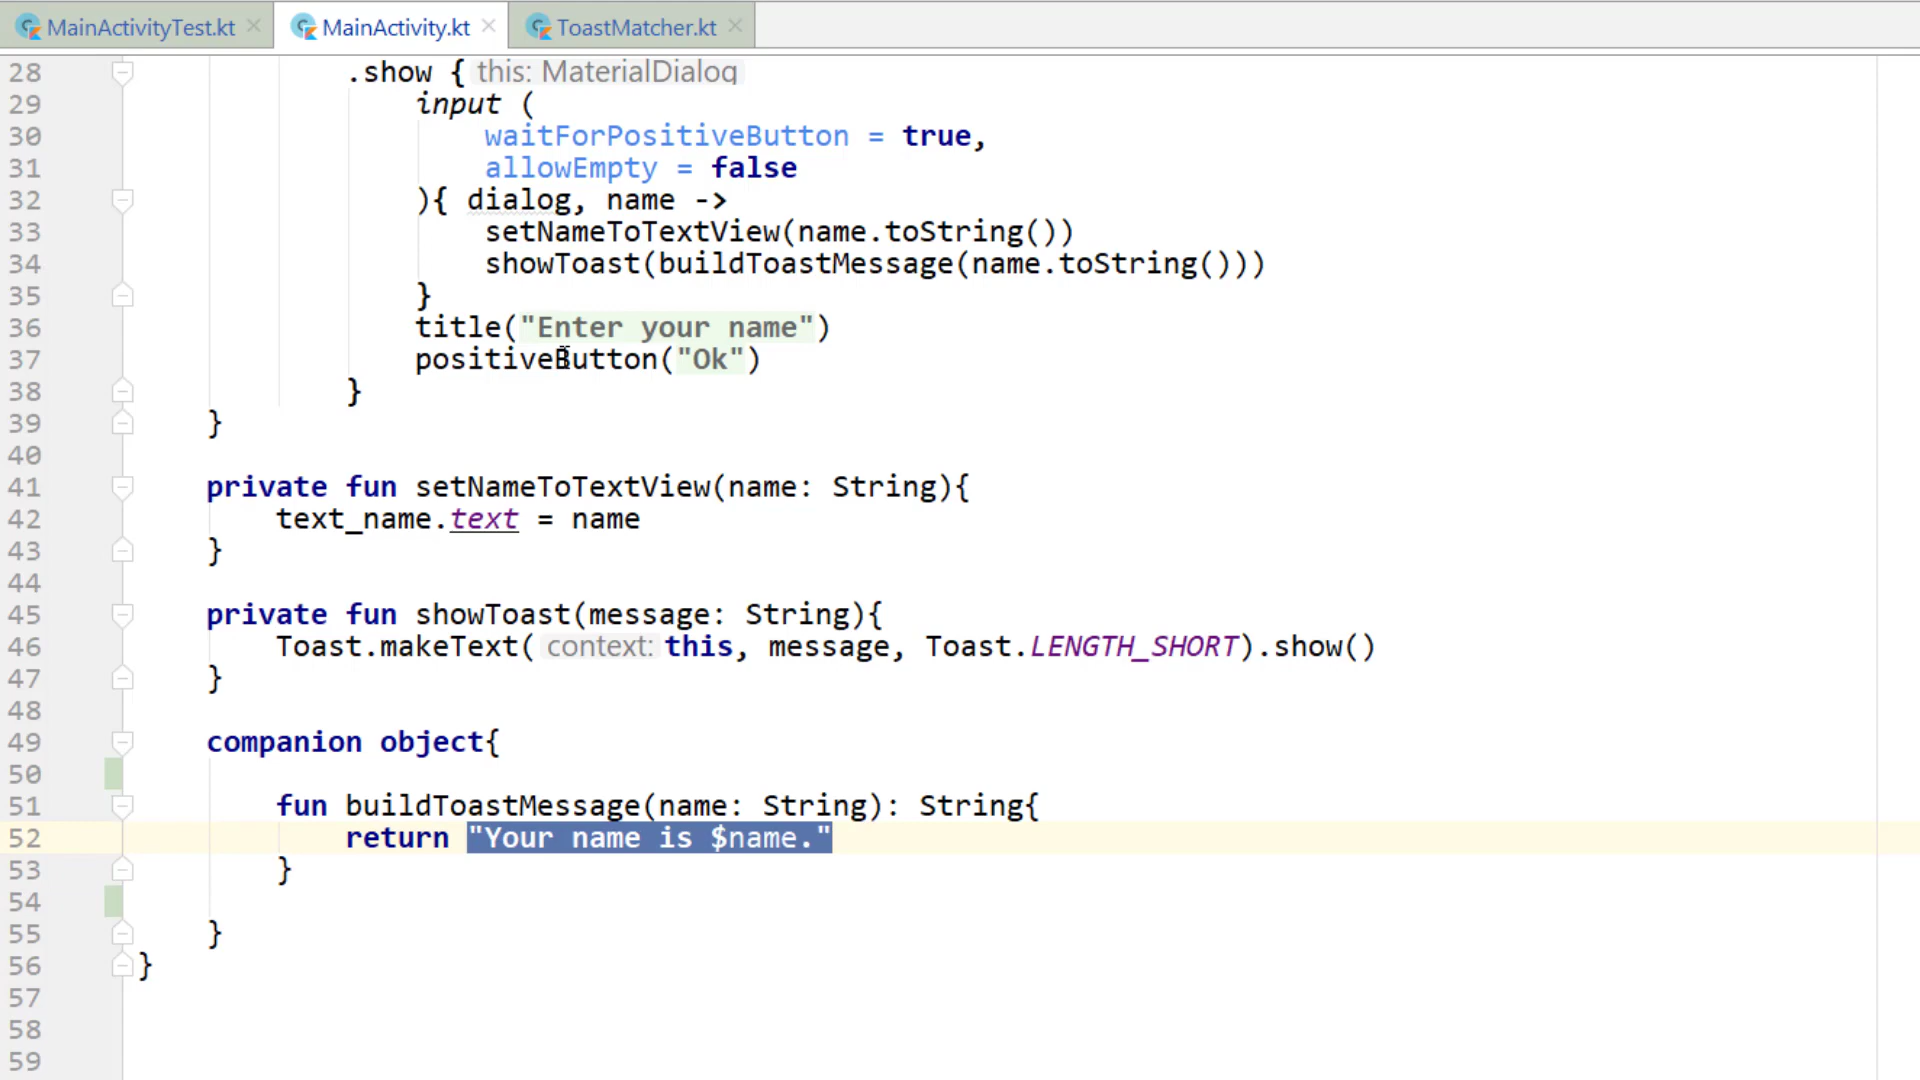 MainActivityTest.kt MainActivity.kt ToastMatcher.kt
28 .show { this: MaterialDialog
29 input (
30 waitForPositiveButton = true,
31 allowEmpty = false
32 ){ dialog, name ->
33 setNameToTextView(name.toString())
34 showToast(buildToastMessage(name.toString()))
35 }
36 title("Enter your name")
37 positiveButton("Ok")
38 }
39 }
40
41 private fun setNameToTextView(name: String){
42 text_name.text = name
43 }
44
45 private fun showToast(message: String){
46 Toast.makeText( context: this, message, Toast.LENGTH_SHORT).show()
47 }
48
49 companion object{
50
51 fun buildToastMessage(name: String): String{
52 return "Your name is $name."
53 }
54
55 }
56 }
57
58
59